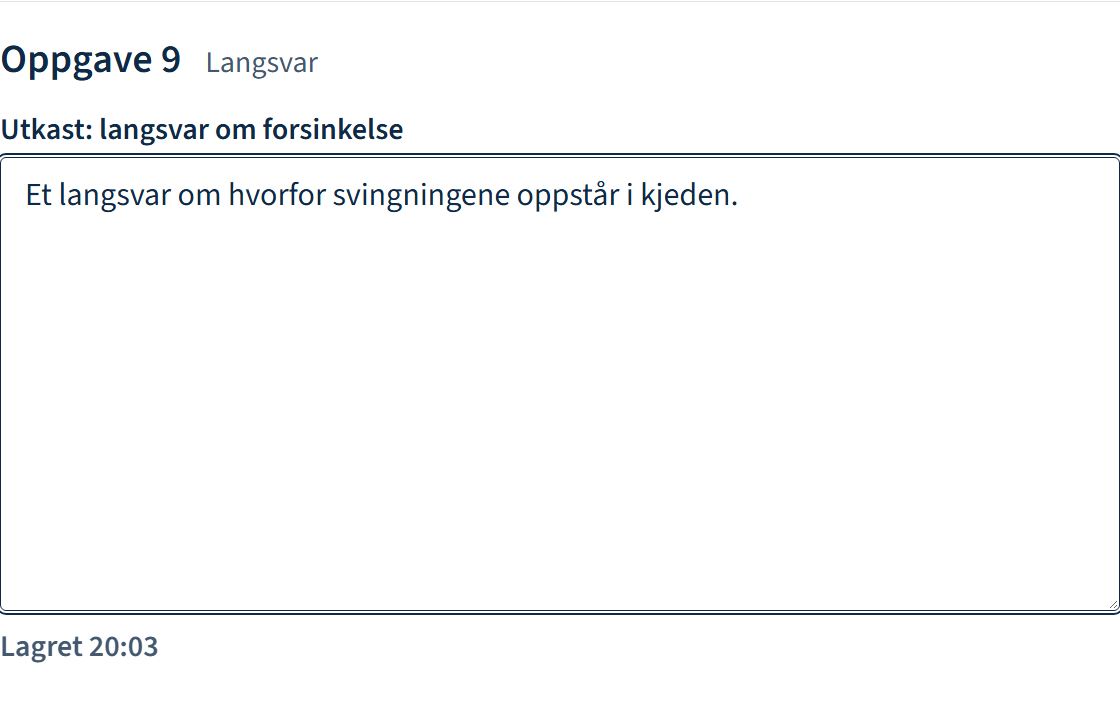 Oppgave 9 Langsvar
Utkast: langsvar om forsinkelse
Et langsvar om hvorfor svingningene oppstår i kjeden.
Lagret 20:03